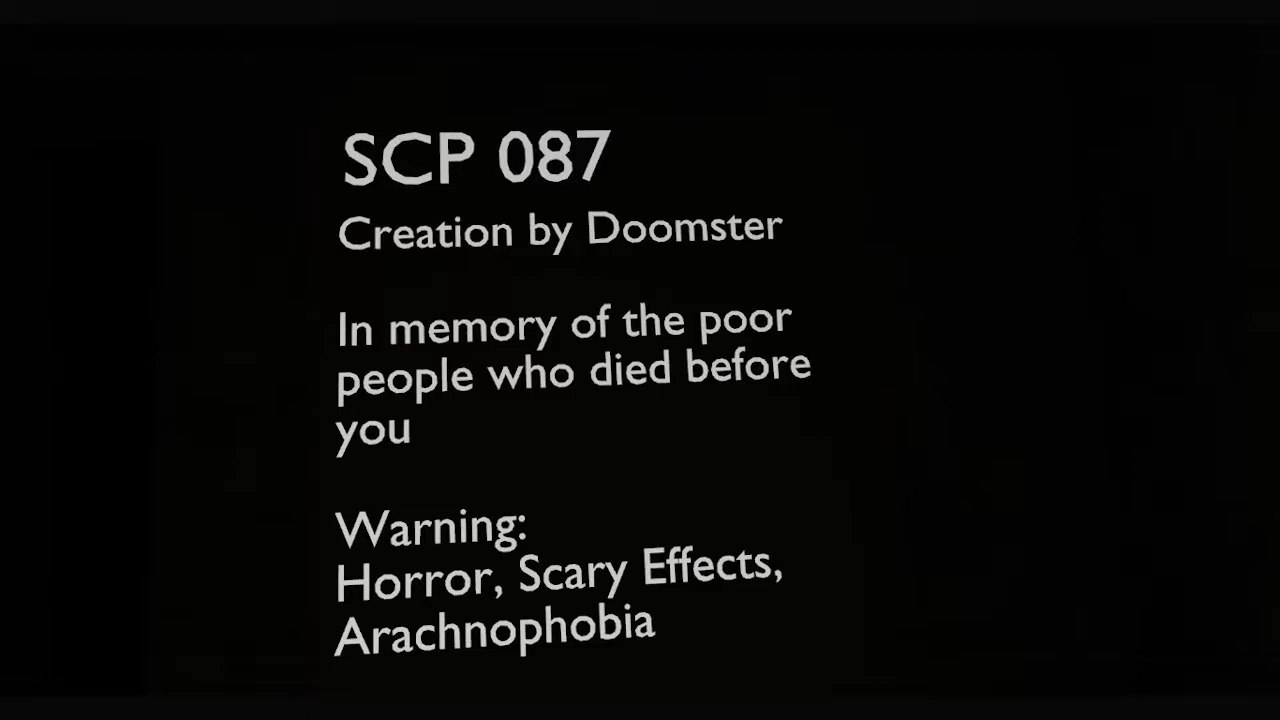 SCP 087
Creation by Doomster
In memory of the poor
people who died before
you
Warning:
Horror, Scary Effects,
Arachnophobia